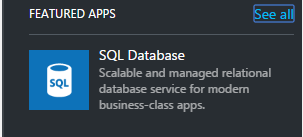 FEATURED APPS See all
SQL Database
SQL
Scalable and managed relational
database service for modern
business-class apps.